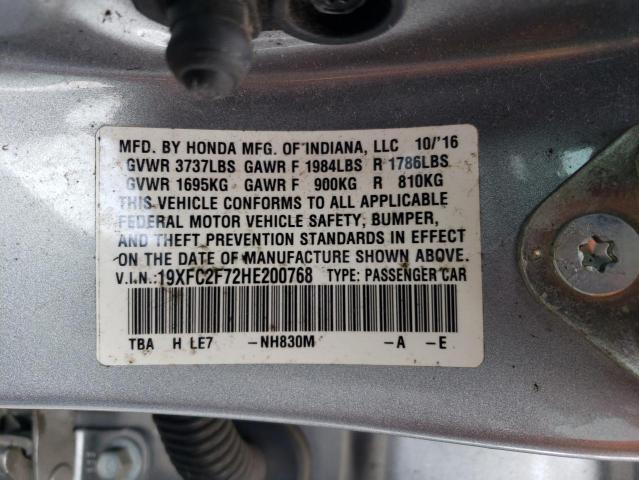 MFD. BY HONDA MFG. OF INDIANA, LLC 10/'16
GVWR 3737LBS GAWR F 1984LBS R 1786LBS
GVWR 1695KG GAWR F 900KG R 810KG
THIS VEHICLE CONFORMS TO ALL APPLICABLE
FEDERAL MOTOR VEHICLE SAFETY, BUMPER,
AND THEFT PREVENTION STANDARDS IN EFFECT
ON THE DATE OF MANUFACTURE SHOWN ABOVE.
V.I.N.:19XFC2F72HE200768 TYPE: PASSENGER CAR
TBA H LE7 -NH830M -A -E